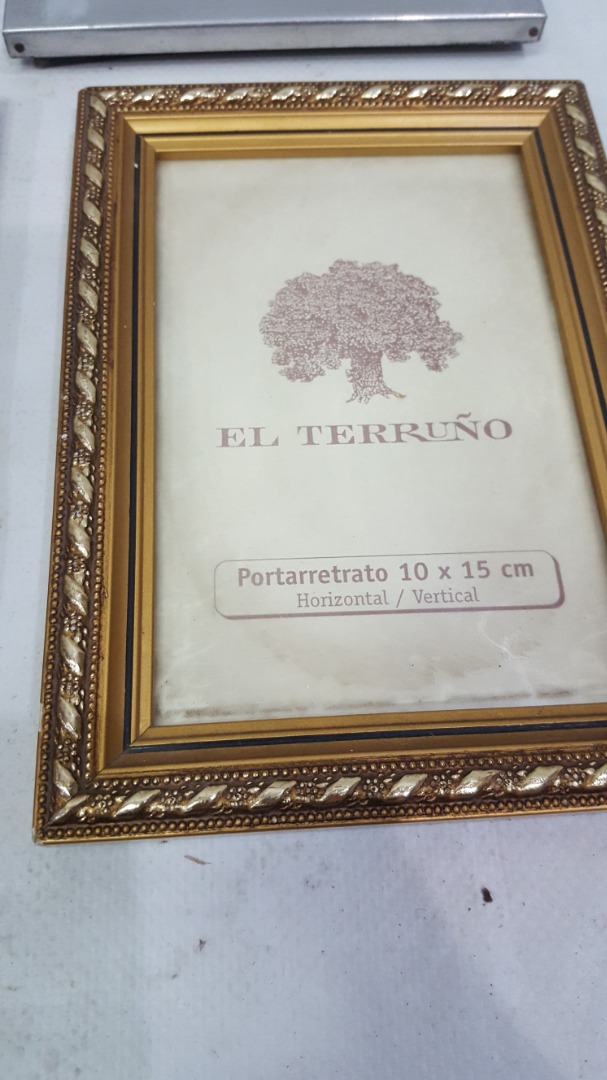 EL TERRUÑO
Portarretrato 10 x 15 cm
Horizontal / Vertical